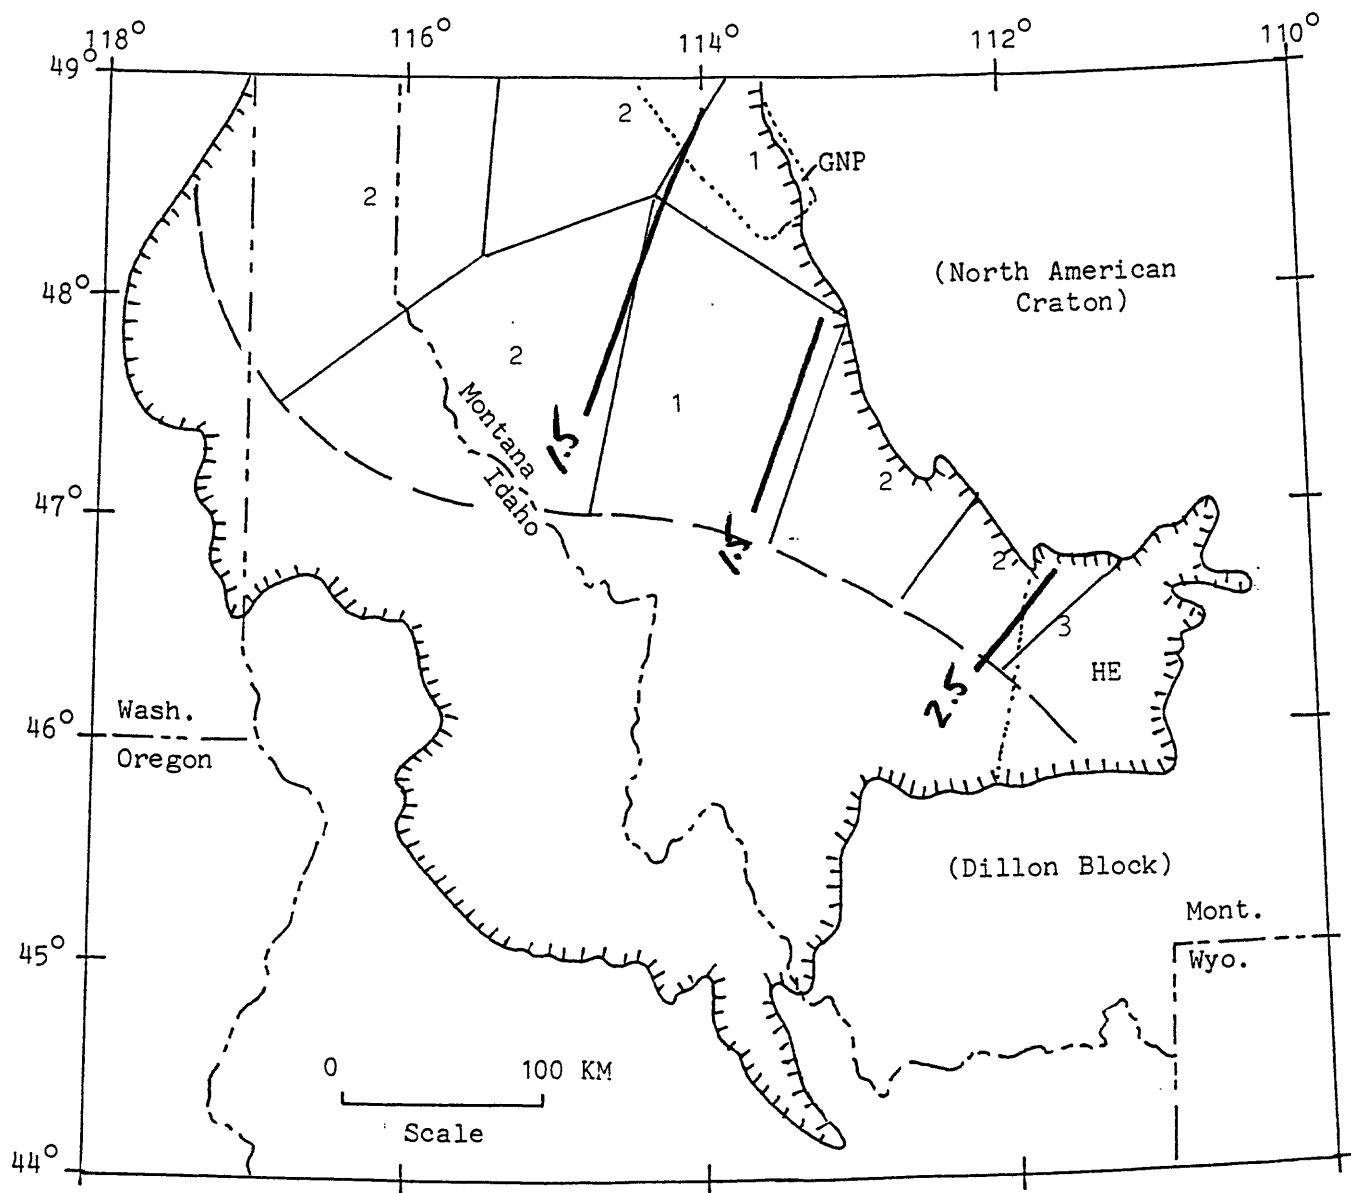 118° 116° 114° 112° 110°
49°
2
2
1
GNP
(North American
Craton)
48°
2
1
Montana
Idaho
1.5
2
47°
1.5
2
3
HE
2.5
46°
Wash.
Oregon
(Dillon Block)
Mont.
Wyo.
45°
0 100 KM
Scale
44°